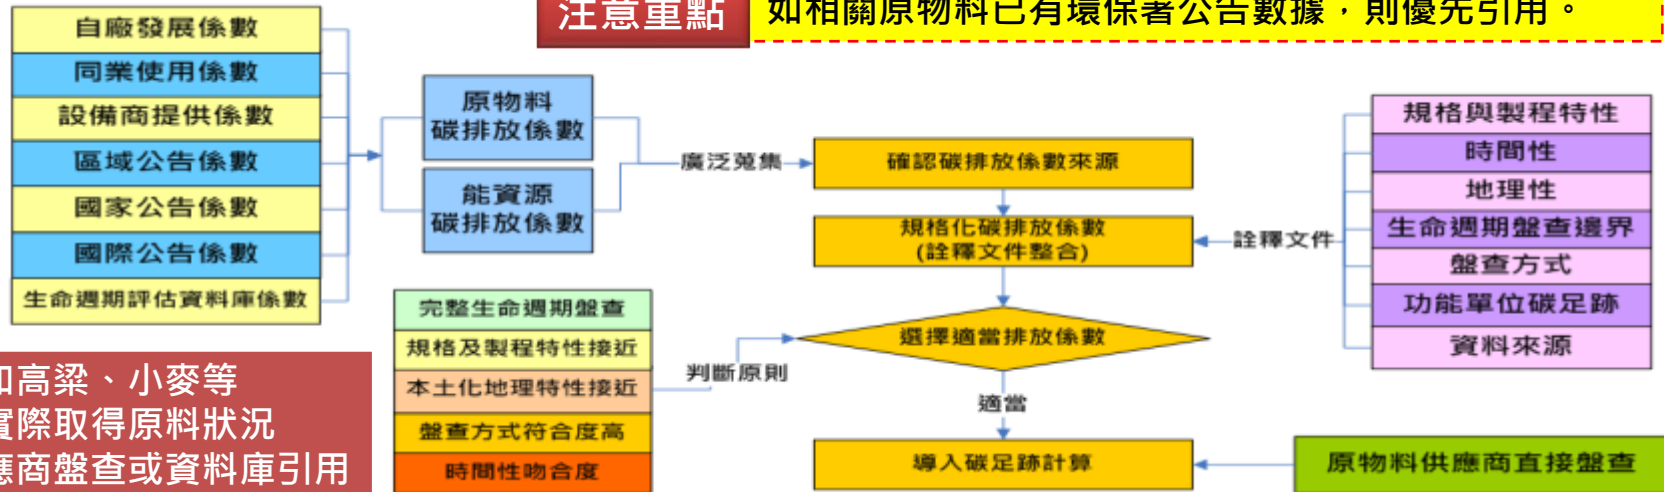 注意重點
如相關原物料已有環保署公告數據，則優先引用。
自廠發展係數
同業使用係數
設備商提供係數
區域公告係數
國家公告係數
國際公告係數
生命週期評估資料庫係數
原物料
碳排放係數
能資源
碳排放係數
廣泛蒐集
確認碳排放係數來源
規格化碳排放係數
(詮釋文件整合)
詮釋文件
規格與製程特性
時間性
地理性
生命週期盤查邊界
盤查方式
功能單位碳足跡
資料來源
完整生命週期盤查
規格及製程特性接近
本土化地理特性接近
盤查方式符合度高
時間性吻合度
判斷原則
選擇適當排放係數
適當
導入碳足跡計算
原物料供應商直接盤查
如高粱、小麥等
實際取得原料狀況
應商盤查或資料庫引用